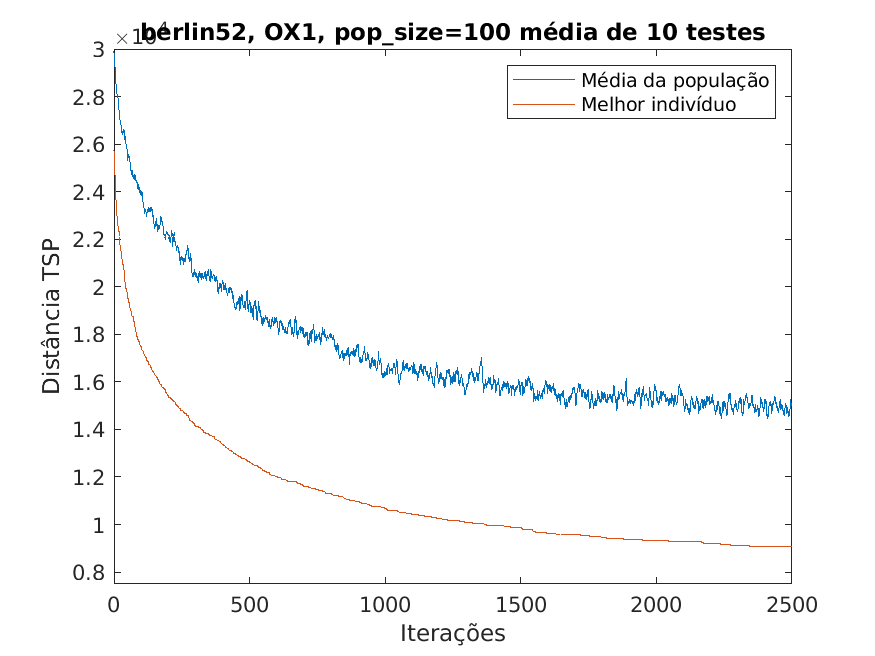 ×10⁴
berlin52, OX1, pop_size=100 média de 10 testes
Média da população
Melhor indivíduo
3
2.8
2.6
2.4
2.2
2
1.8
1.6
1.4
1.2
1
0.8
Distância TSP
0 500 1000 1500 2000 2500
Iterações